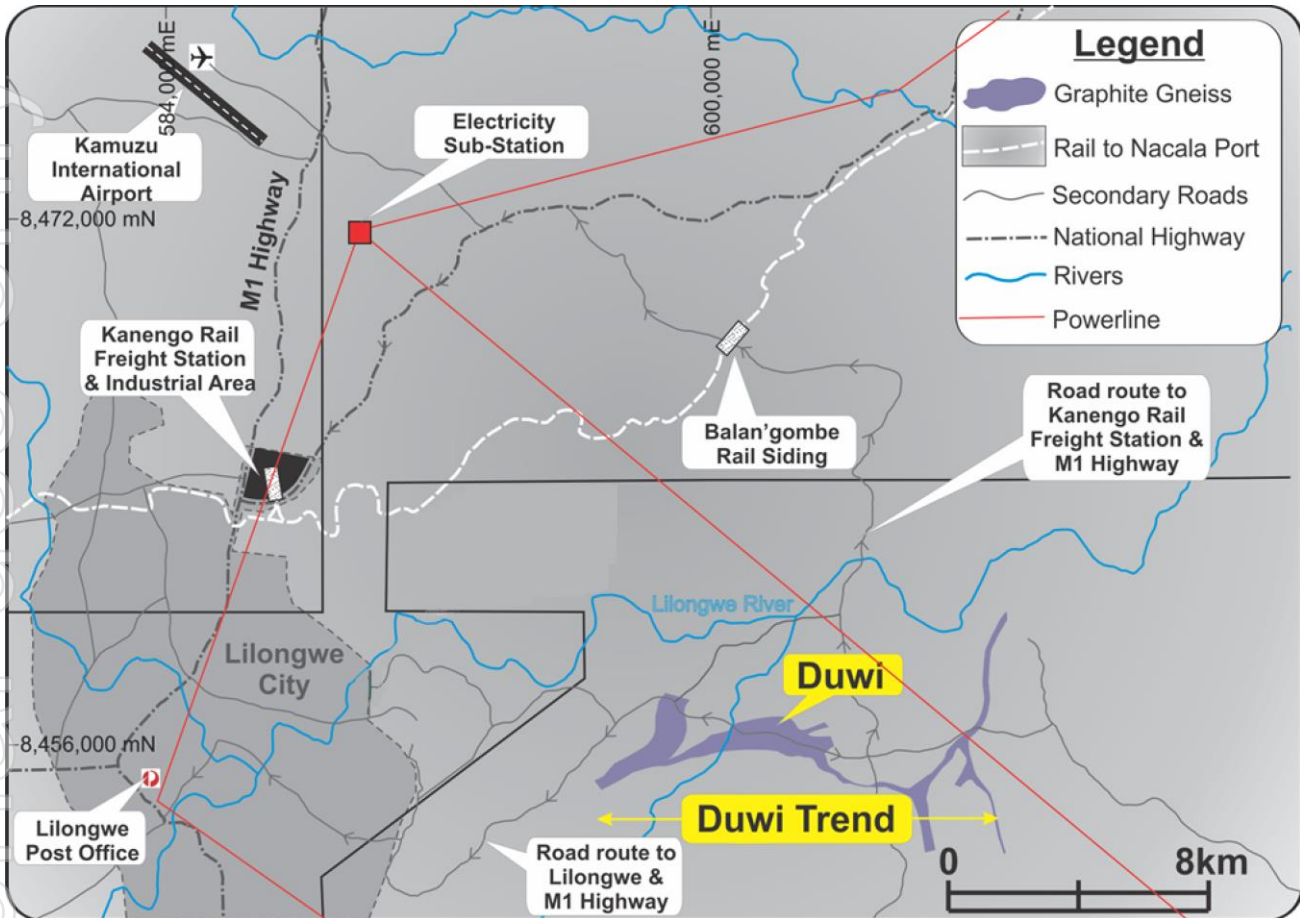 584,000 mE
600,000 mE
Legend
Graphite Gneiss
Rail to Nacala Port
Secondary Roads
National Highway
Rivers
Powerline
Kamuzu
International
Airport
Electricity
Sub-Station
8,472,000 mN
M1 Highway
Kanengo Rail
Freight Station
& Industrial Area
Balan'gombe
Rail Siding
Road route to
Kanengo Rail
Freight Station &
M1 Highway
Lilongwe River
Lilongwe
City
Duwi
8,456,000 mN
Duwi Trend
Lilongwe
Post Office
Road route to
Lilongwe &
M1 Highway
0 8km